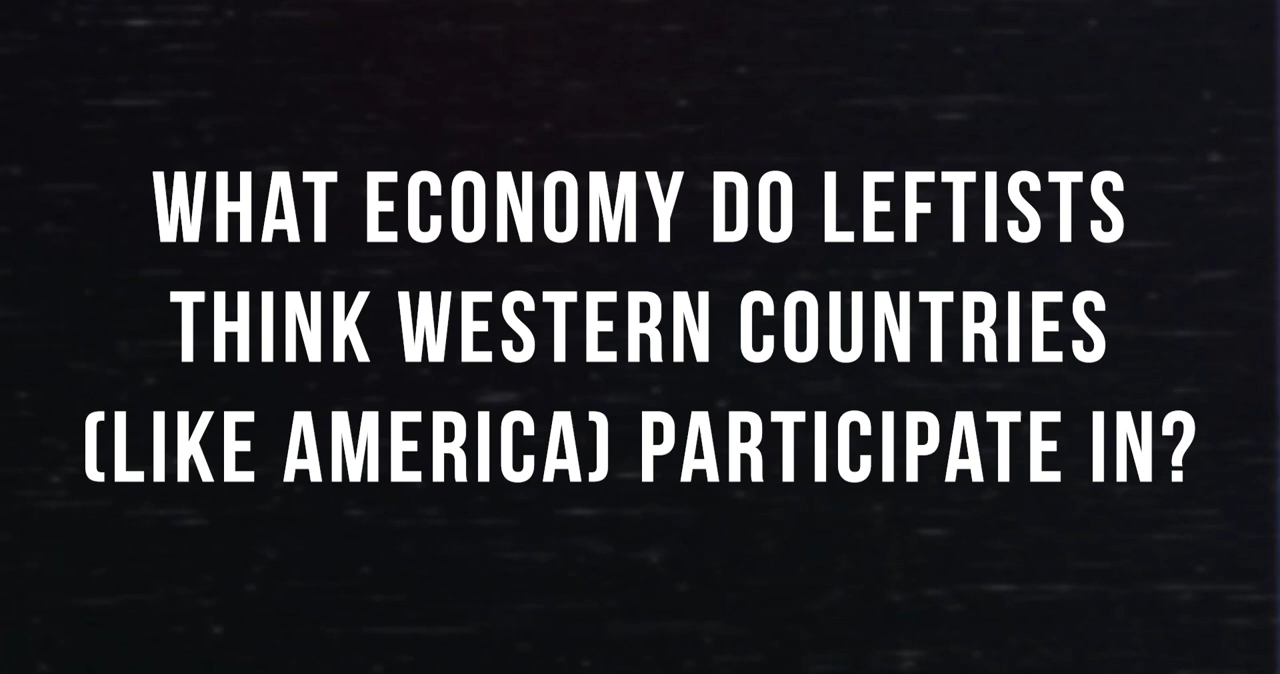 WHAT ECONOMY DO LEFTISTS
THINK WESTERN COUNTRIES
(LIKE AMERICA) PARTICIPATE IN?